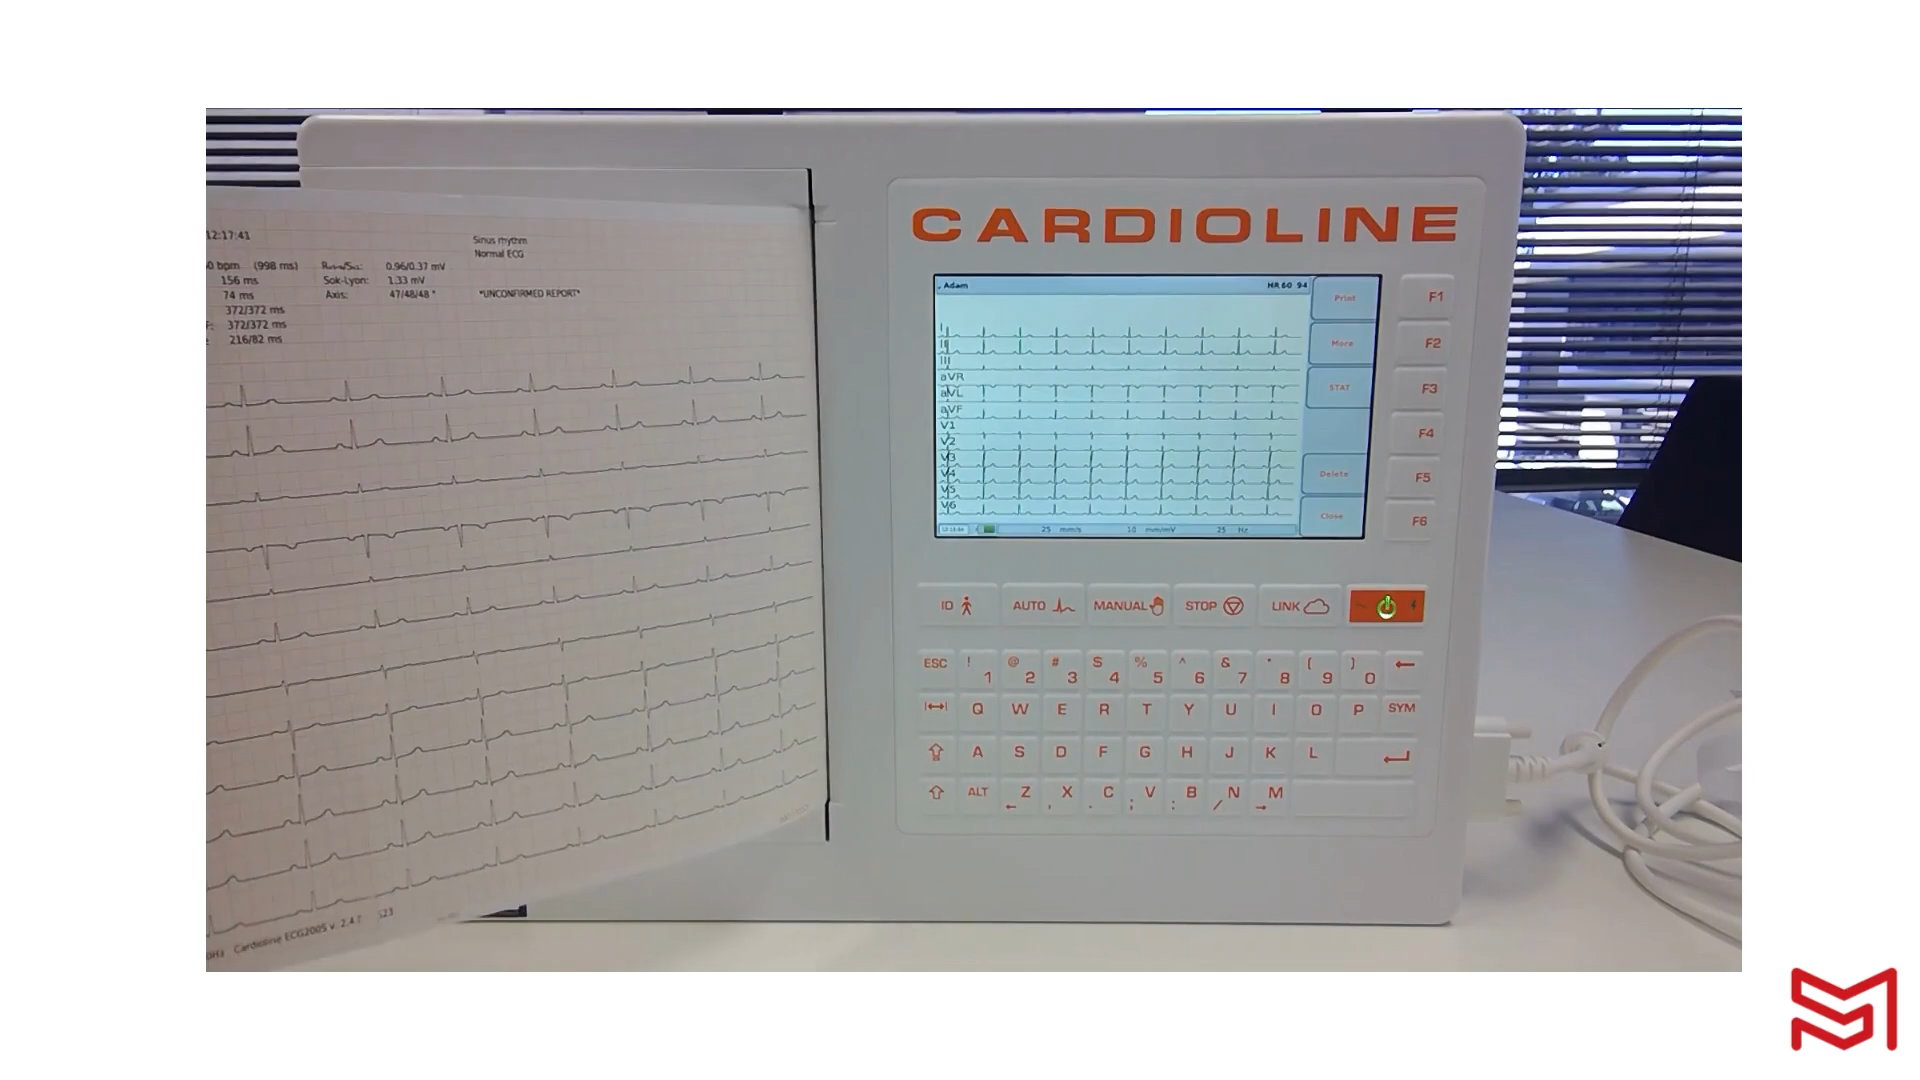 12:17:41
Sinus rhythm
Normal ECG
0 bpm (998 ms)
156 ms
74 ms
372/372 ms
F: 372/372 ms
216/82 ms
0.96/0.37 mV
Sok-Lyon: 1.33 mV
Axis: 47/48/48 °
*UNCONFIRMED REPORT*
Cardioline ECG200S v. 2.4
CARDIOLINE
Adam HR 60 94
I
II
III
aVR
aVL
aVF
V1
V2
V3
V4
V5
V6
25 mm/s 10 mm/mV 25 Hz
Print
More
STAT
Delete
Close
F1
F2
F3
F4
F5
F6
ID AUTO MANUAL STOP LINK
ESC ! 1 @ 2 # 3 $ 4 % 5 ^ 6 & 7 * 8 ( 9 ) 0
Q W E R T Y U I O P SYM
A S D F G H J K L
ALT Z , X . C ; V : B / N M